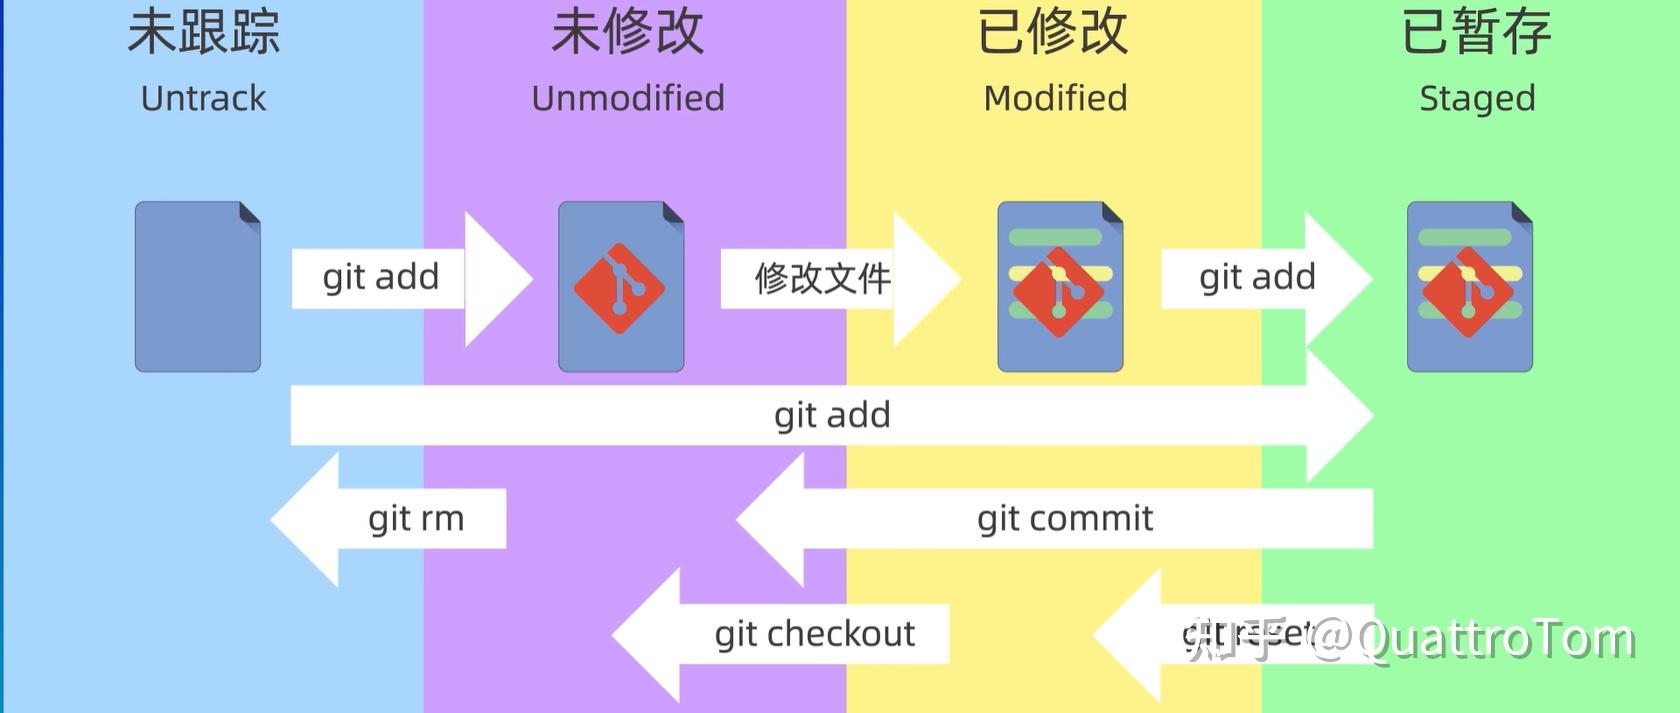 未跟踪
Untrack
未修改
Unmodified
已修改
Modified
已暂存
Staged
git add
修改文件
git add
git add
git rm
git commit
git checkout
git reset
知乎 @QuattroTom